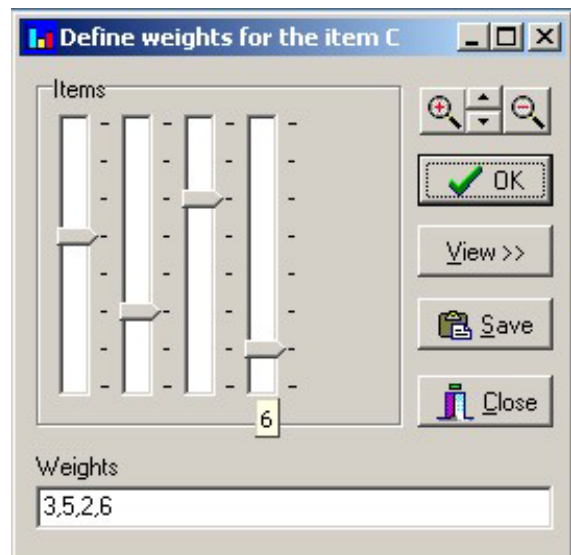 Define weights for the item C
Items
OK
View >>
Save
Close
6
Weights
3,5,2,6